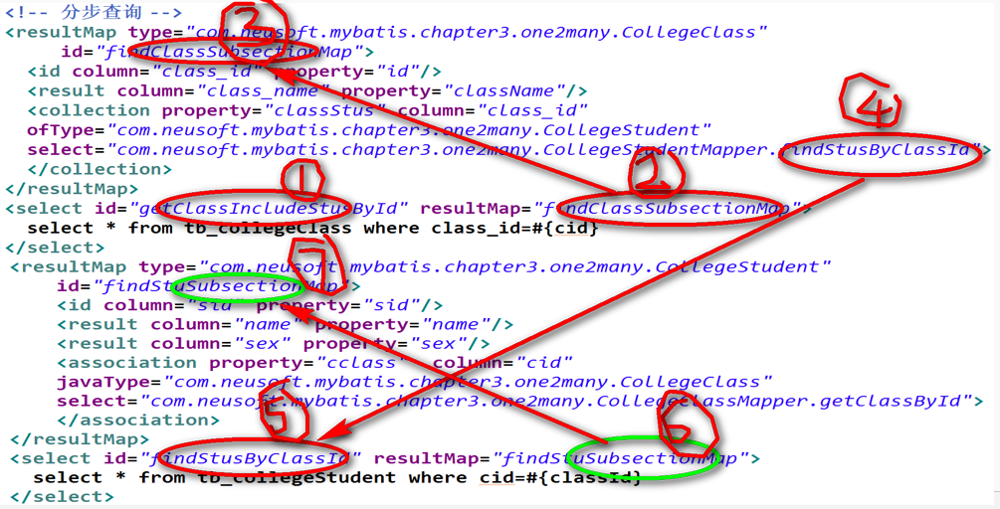 <!-- 分步查询 -->
<resultMap type="com.neusoft.mybatis.chapter3.one2many.CollegeClass"
id="findClassSubsectionMap">
<id column="class_id" property="id"/>
<result column="class_name" property="className"/>
<collection property="classStus" column="class_id"
ofType="com.neusoft.mybatis.chapter3.one2many.CollegeStudent"
select="com.neusoft.mybatis.chapter3.one2many.CollegeStudentMapper.findStusByClassId">
</collection>
</resultMap>
<select id="getClassIncludeStusById" resultMap="findClassSubsectionMap">
select * from tb_collegeClass where class_id=#{cid}
</select>
<resultMap type="com.neusoft.mybatis.chapter3.one2many.CollegeStudent"
id="findStuSubsectionMap">
<id column="sid" property="sid"/>
<result column="name" property="name"/>
<result column="sex" property="sex"/>
<association property="cclass" column="cid"
javaType="com.neusoft.mybatis.chapter3.one2many.CollegeClass"
select="com.neusoft.mybatis.chapter3.one2many.CollegeClassMapper.getClassById">
</association>
</resultMap>
<select id="findStusByClassId" resultMap="findStuSubsectionMap">
select * from tb_collegeStudent where cid=#{classId}
</select>
3
4
1
2
7
5
6